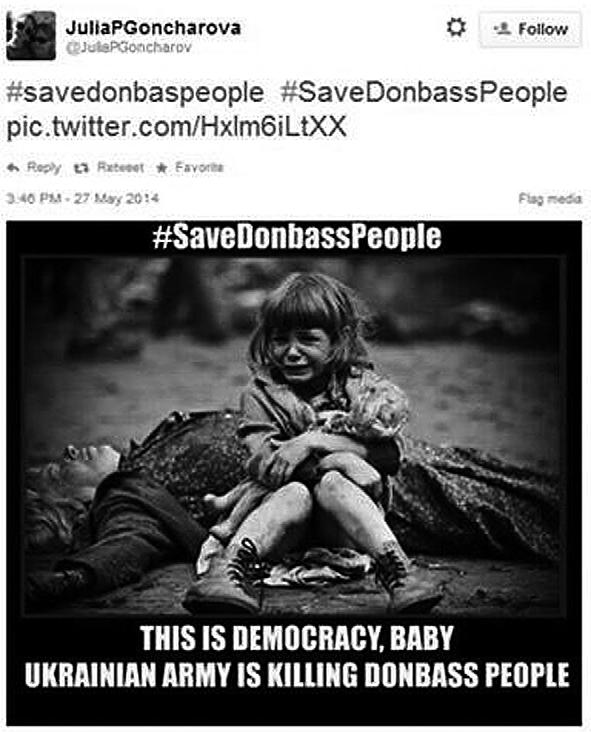 JuliaPGoncharova
@JuliaPGoncharov
Follow
#savedonbaspeople #SaveDonbassPeople
pic.twitter.com/HxIm6iLtXX
Reply Retweet Favorite
3:46 PM - 27 May 2014
Flag media
#SaveDonbassPeople
THIS IS DEMOCRACY, BABY
UKRAINIAN ARMY IS KILLING DONBASS PEOPLE